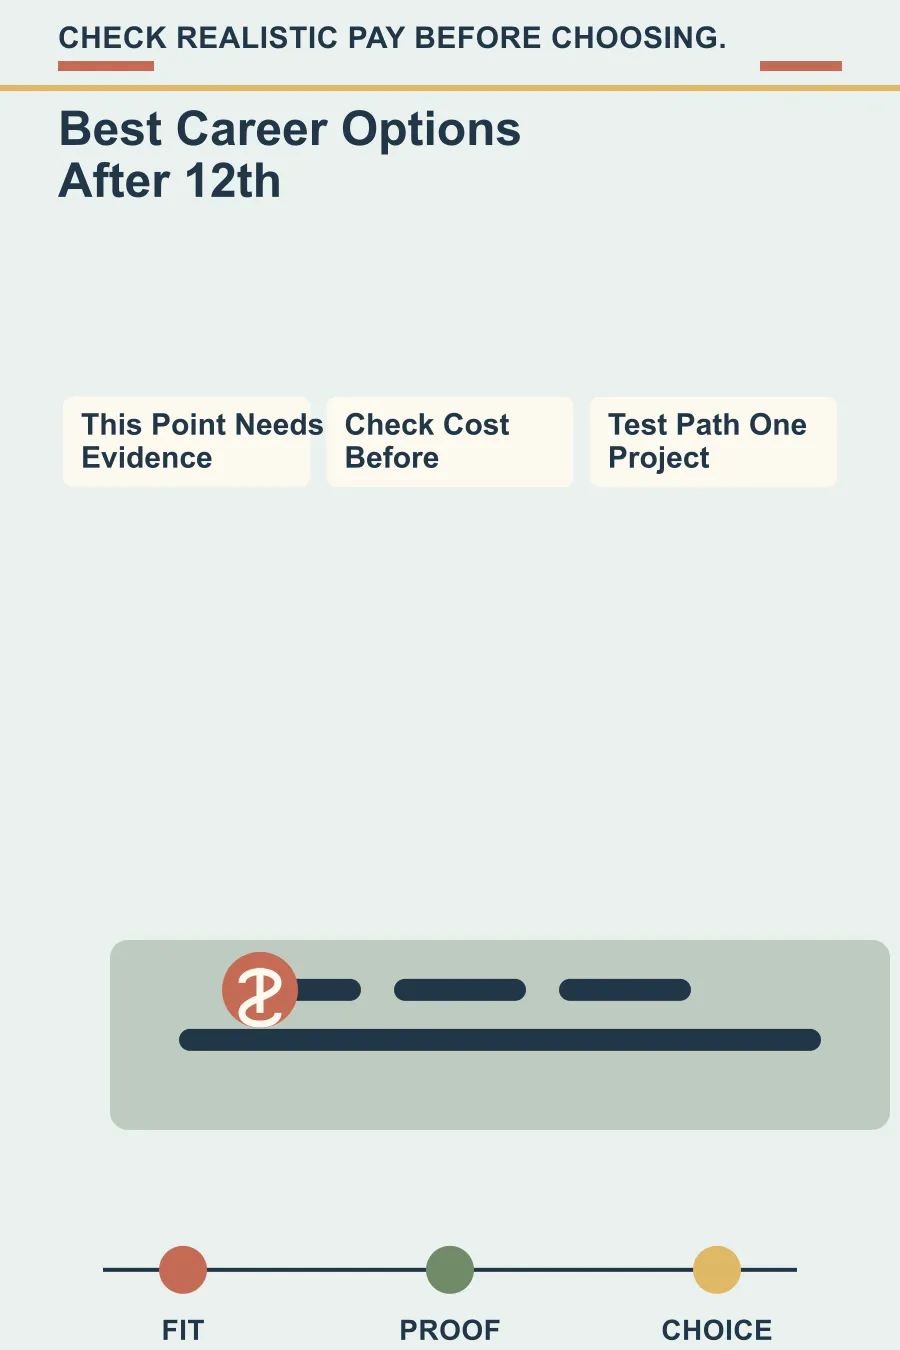 CHECK REALISTIC PAY BEFORE CHOOSING.
Best Career Options
After 12th
This Point Needs
Evidence
Check Cost
Before
Test Path One
Project
FIT
PROOF
CHOICE